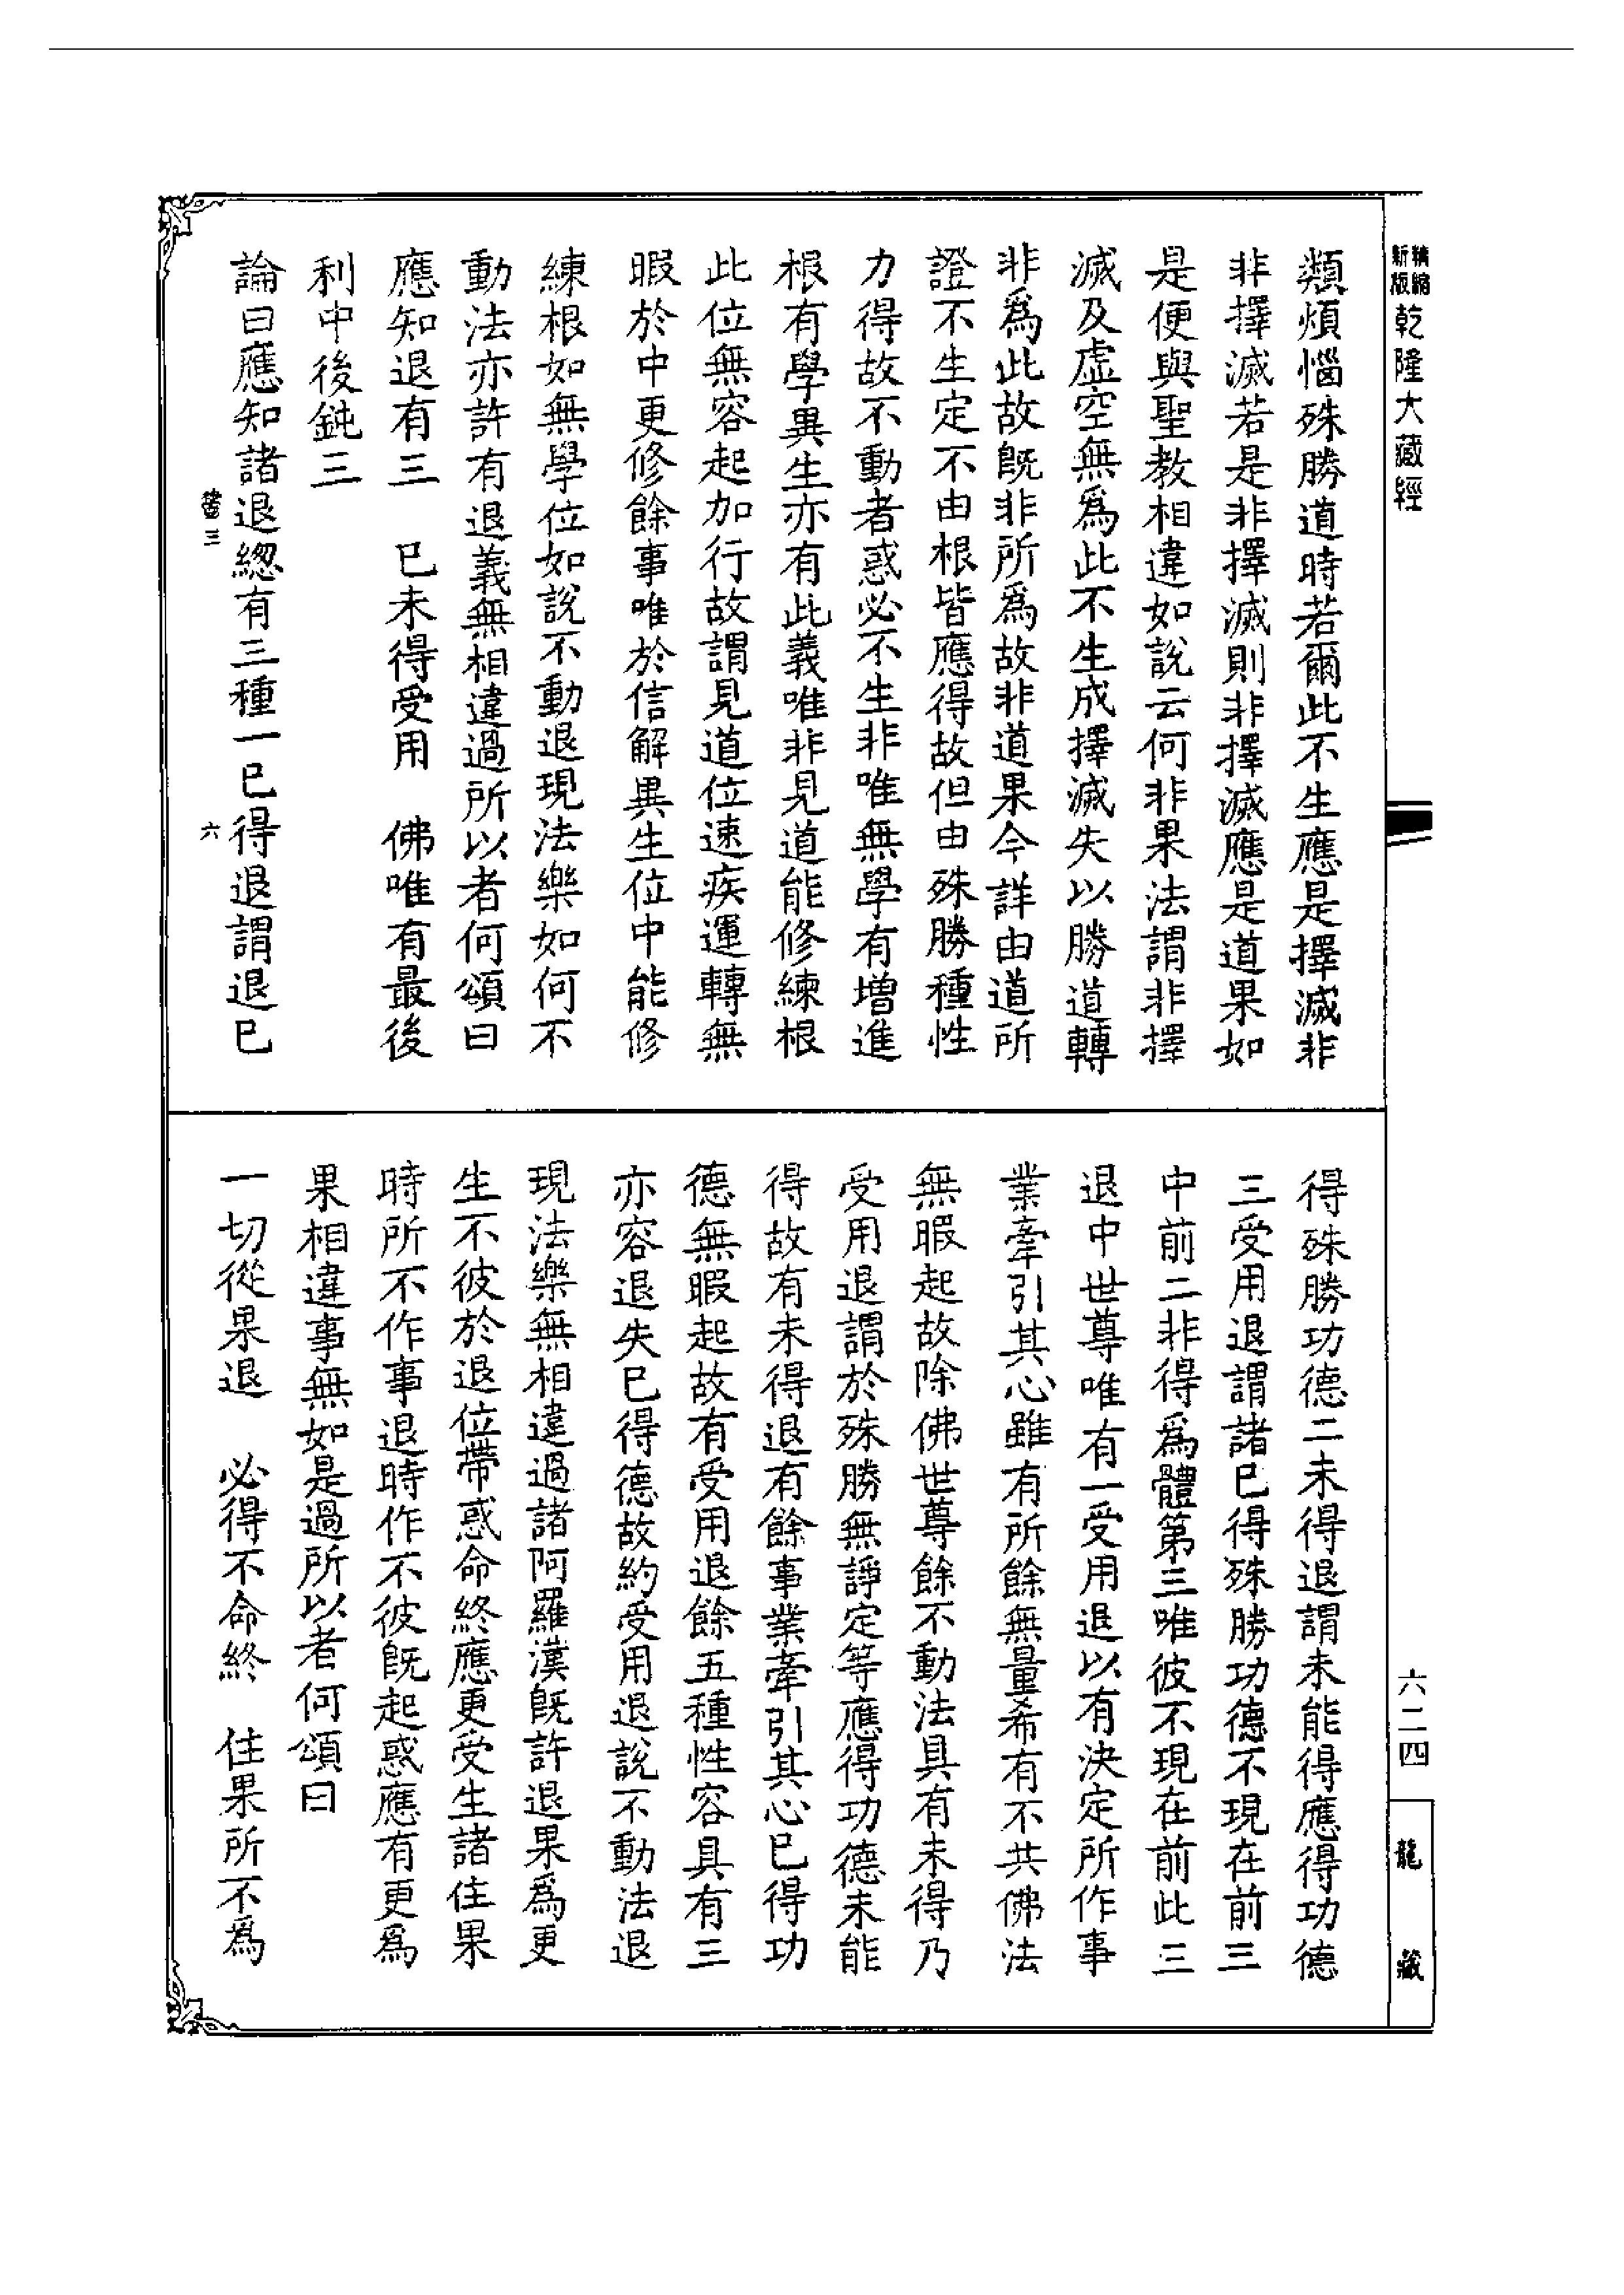 精縮
新版
乾隆大藏經
類煩惱殊勝道時若爾此不生應是擇滅非
非擇滅若是非擇滅則非擇滅應是道果如
是便與聖教相違如說云何非果法謂非擇
滅及虛空無為此不生成擇滅失以勝道轉
非為此故既非所為故非道果今詳由道所
證不生定不由根皆應得故但由殊勝種性
力得故不動者惑必不生非唯無學有增進
根有學異生亦有此義唯非見道能修練根
此位無容起加行故謂見道位速疾運轉無
暇於中更修餘事唯於信解異生位中能修
練根如無學位如說不動退現法樂如何不
動法亦許有退義無相違過所以者何頌曰
應知退有三　已未得受用　佛唯有最後
利中後鈍三
論曰應知諸退總有三種一已得退謂退已
六
得殊勝功德二未得退謂未能得應得功德
三受用退謂諸已得殊勝功德不現在前三
中前二非得為體第三唯彼不現在前此三
退中世尊唯有一受用退以有決定所作事
業牽引其心雖有所餘無量希有不共佛法
無暇起故除佛世尊餘不動法具有未得乃
受用退謂於殊勝無諍定等應得功德未能
得故有未得退有餘事業牽引其心已得功
德無暇起故有受用退餘五種性容具有三
亦容退失已得德故約受用退說不動法退
現法樂無相違過諸阿羅漢既許退果為更
生不彼於退位帶惑命終應更受生諸住果
時所不作事退時作不彼既起惑應有更為
果相違事無如是過所以者何頌曰
一切從果退　必得不命終　住果所不為
六二四
龍藏